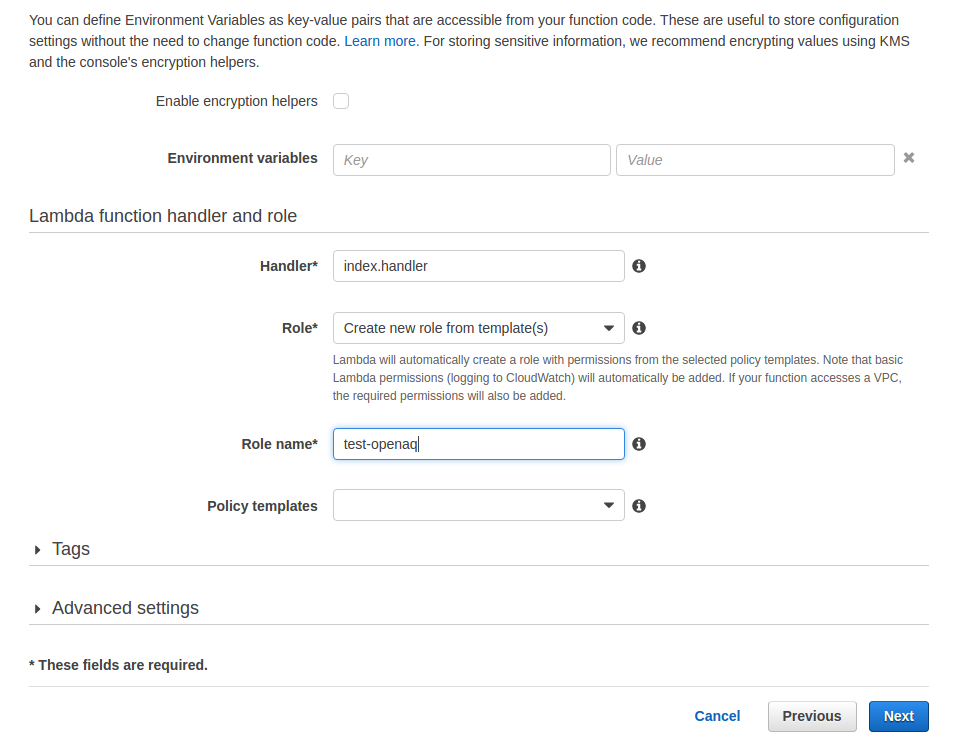 You can define Environment Variables as key-value pairs that are accessible from your function code. These are useful to store configuration
settings without the need to change function code. Learn more. For storing sensitive information, we recommend encrypting values using KMS
and the console's encryption helpers.
Enable encryption helpers
Environment variables Key Value
Lambda function handler and role
Handler* index.handler
Role* Create new role from template(s)
Lambda will automatically create a role with permissions from the selected policy templates. Note that basic
Lambda permissions (logging to CloudWatch) will automatically be added. If your function accesses a VPC,
the required permissions will also be added.
Role name* test-openaq
Policy templates
Tags
Advanced settings
* These fields are required.
Cancel Previous Next